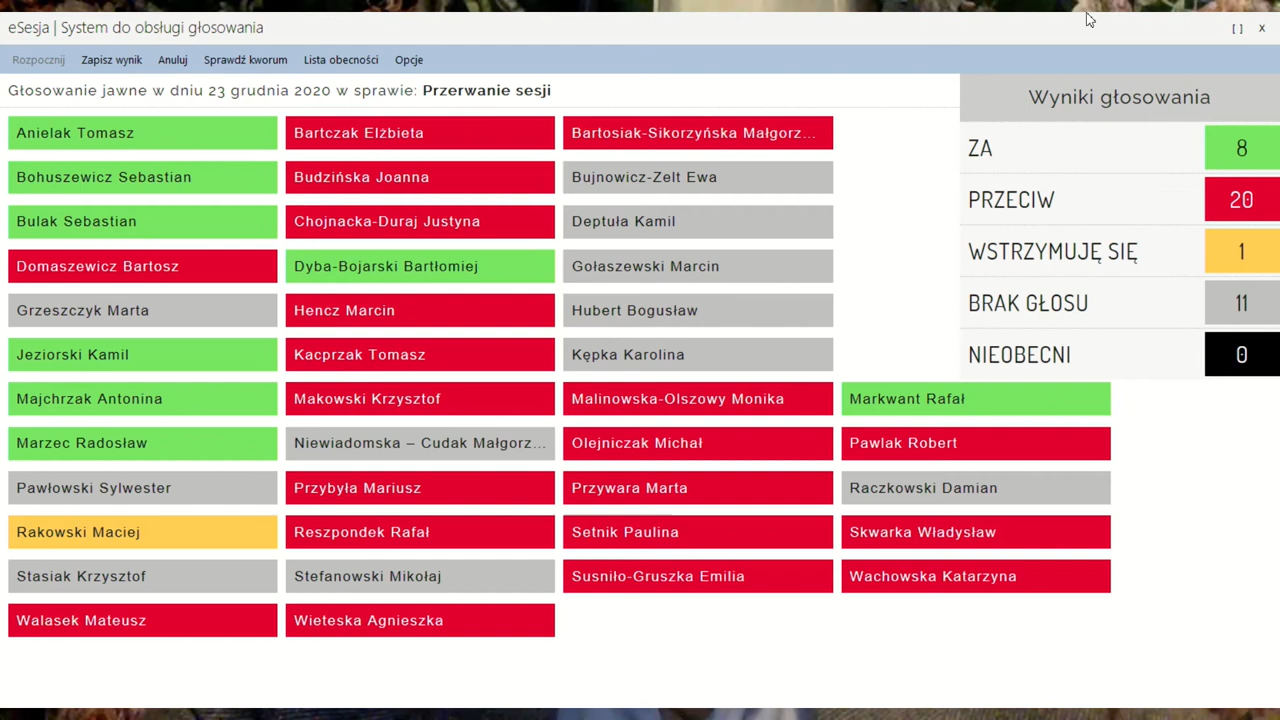 eSesja | System do obsługi głosowania
[ ] X
Rozpocznij Zapisz wynik Anuluj Sprawdź kworum Lista obecności Opcje
Głosowanie jawne w dniu 23 grudnia 2020 w sprawie: Przerwanie sesji
Wyniki głosowania
ZA 8
PRZECIW 20
WSTRZYMUJĘ SIĘ 1
BRAK GŁOSU 11
NIEOBECNI 0
Anielak Tomasz Bartczak Elżbieta Bartosiak-Sikorzyńska Małgorz...
Bohuszewicz Sebastian Budzińska Joanna Bujnowicz-Zelt Ewa
Bulak Sebastian Chojnacka-Duraj Justyna Deptuła Kamil
Domaszewicz Bartosz Dyba-Bojarski Bartłomiej Gołaszewski Marcin
Grzeszczyk Marta Hencz Marcin Hubert Bogusław
Jeziorski Kamil Kacprzak Tomasz Kępka Karolina
Majchrzak Antonina Makowski Krzysztof Malinowska-Olszowy Monika Markwant Rafał
Marzec Radosław Niewiadomska – Cudak Małgorz... Olejniczak Michał Pawlak Robert
Pawłowski Sylwester Przybyła Mariusz Przywara Marta Raczkowski Damian
Rakowski Maciej Reszpondek Rafał Setnik Paulina Skwarka Władysław
Stasiak Krzysztof Stefanowski Mikołaj Susniło-Gruszka Emilia Wachowska Katarzyna
Walasek Mateusz Wieteska Agnieszka